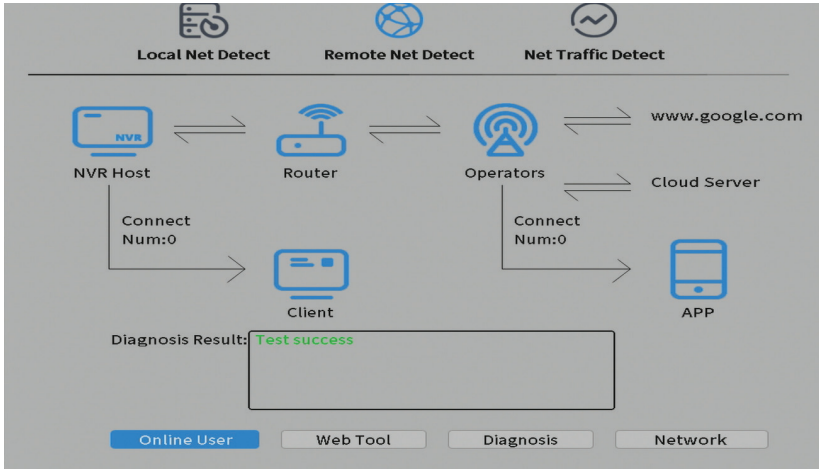 Local Net Detect
Remote Net Detect
Net Traffic Detect
NVR
www.google.com
NVR Host
Router
Operators
Cloud Server
Connect
Num:0
Connect
Num:0
Client
APP
Diagnosis Result: Test success
Online User
Web Tool
Diagnosis
Network